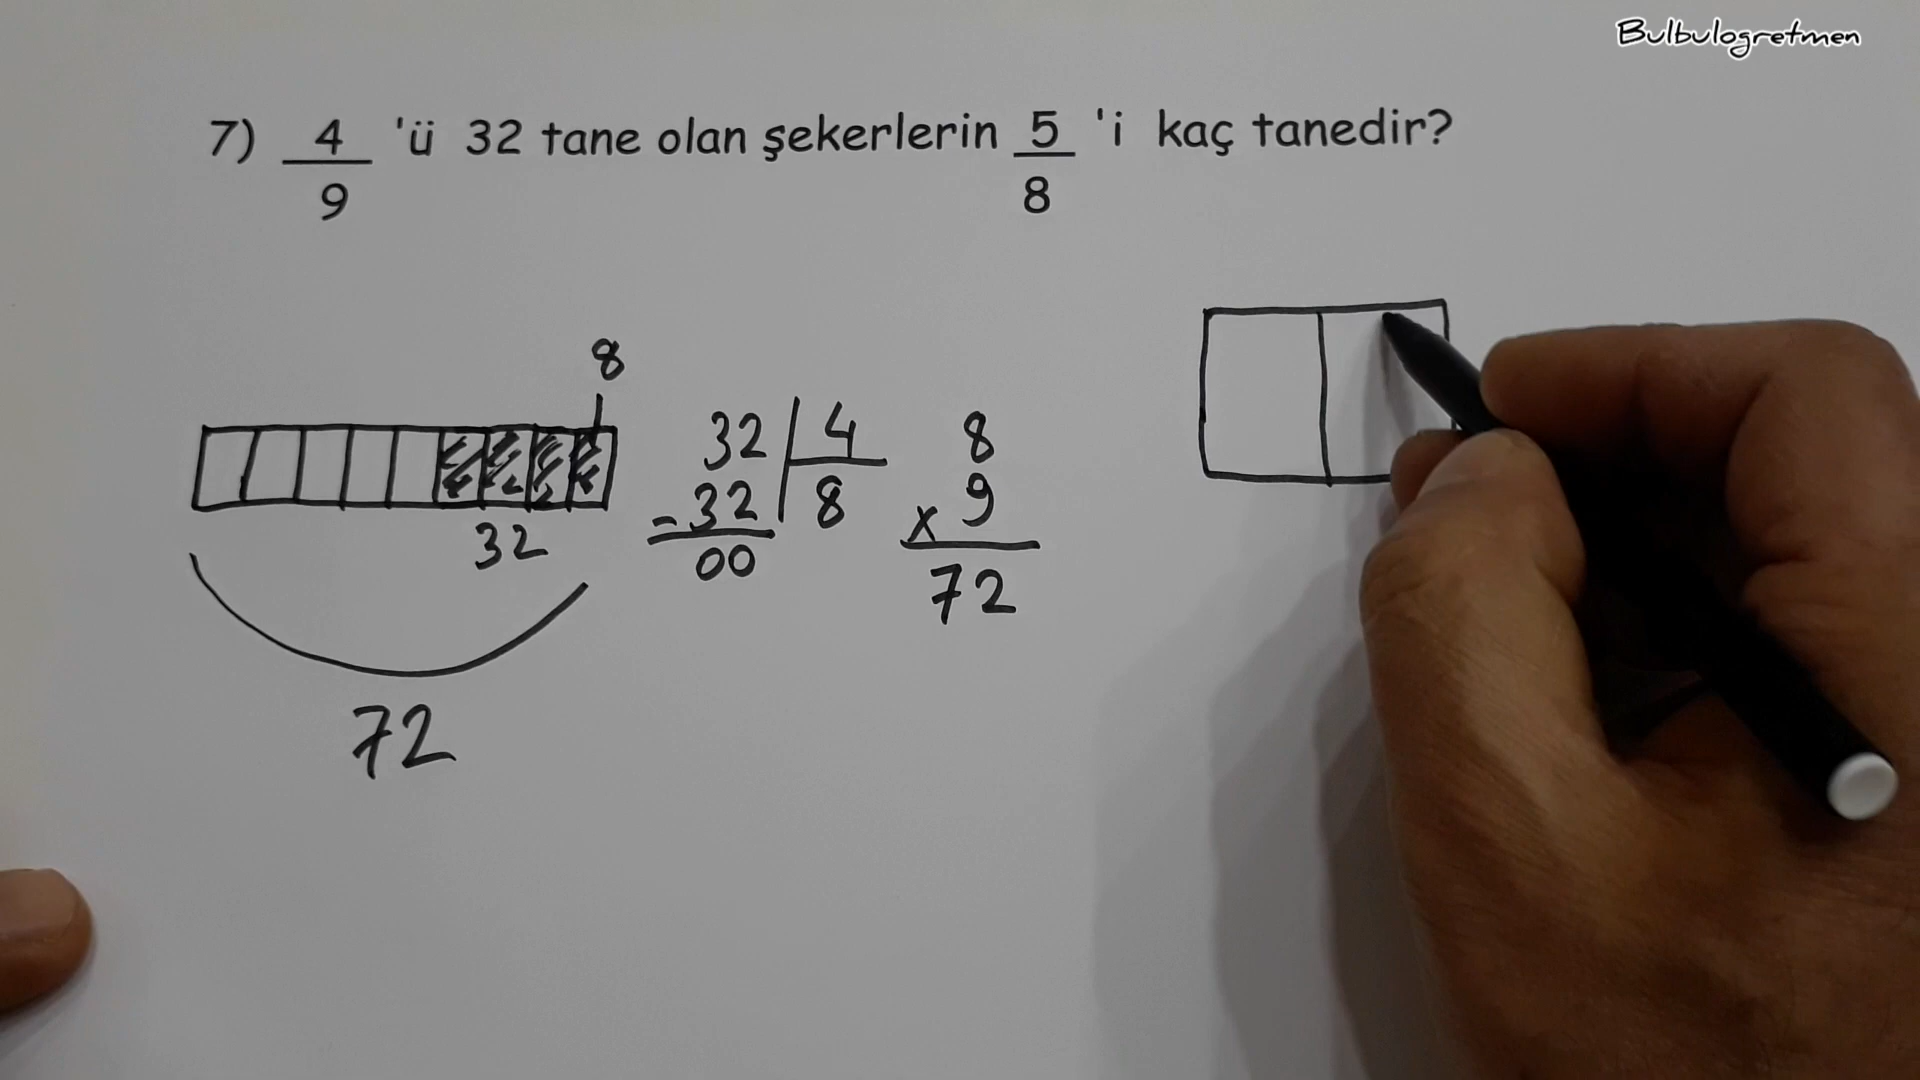 Bulbulogretmen
7) 4/9 'ü 32 tane olan şekerlerin 5/8 'i kaç tanedir?
8
32
72
32 | 4
- 32 | 8
00
8
x 9
72